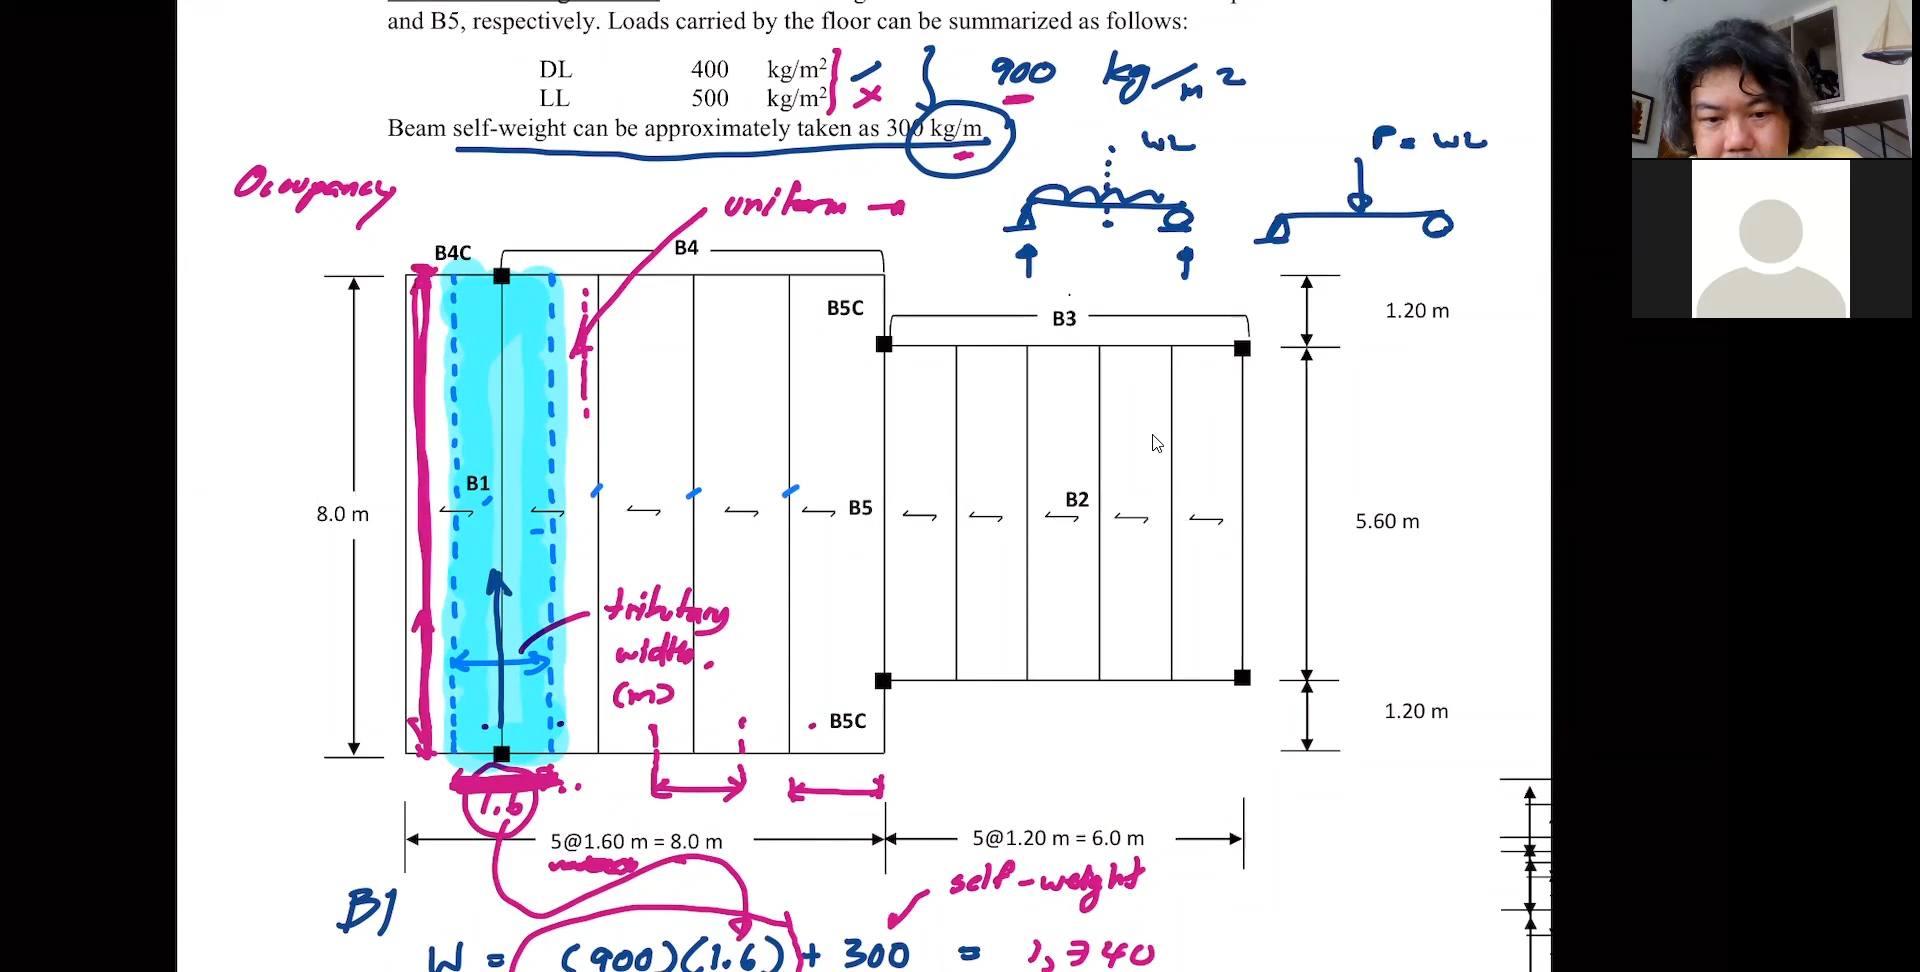 and B5, respectively. Loads carried by the floor can be summarized as follows:
DL 400 kg/m²
LL 500 kg/m²
900 kg/m2
Beam self-weight can be approximately taken as 300 kg/m
WL
P = WL
Occupancy
uniform
B4C
B4
B5C
B3
1.20 m
B1
8.0 m
B5
B2
5.60 m
tributary
width.
(m)
B5C
1.20 m
1.6
5@1.60 m = 8.0 m
5@1.20 m = 6.0 m
self-weight
B1
W = (900)(1.6) + 300 = 1,740